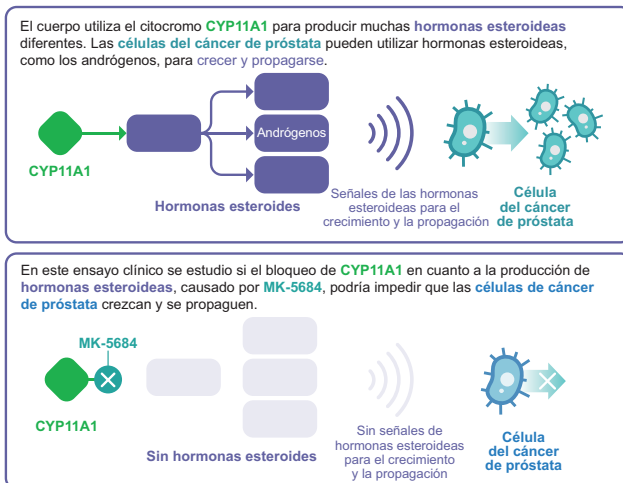 El cuerpo utiliza el citocromo CYP11A1 para producir muchas hormonas esteroideas
diferentes. Las células del cáncer de próstata pueden utilizar hormonas esteroideas,
como los andrógenos, para crecer y propagarse.
Andrógenos
CYP11A1
Hormonas esteroides
Señales de las hormonas
esteroideas para el
crecimiento y la propagación
Célula
del cáncer
de próstata
En este ensayo clínico se estudio si el bloqueo de CYP11A1 en cuanto a la producción de
hormonas esteroideas, causado por MK-5684, podría impedir que las células de cáncer
de próstata crezcan y se propaguen.
MK-5684
CYP11A1
Sin hormonas esteroides
Sin señales de
hormonas esteroideas
para el crecimiento
y la propagación
Célula
del cáncer
de próstata